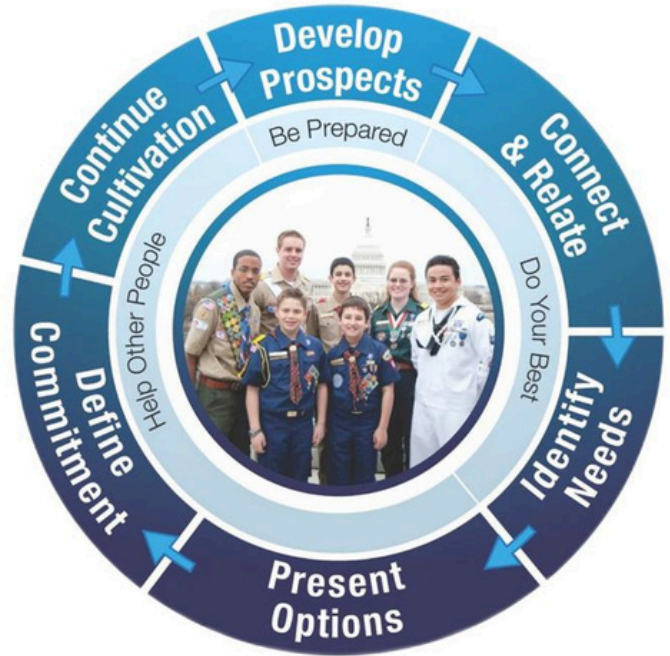 Develop
Prospects
Connect
& Relate
Identify
Needs
Present
Options
Define
Commitment
Continue
Cultivation
Be Prepared
Do Your Best
Help Other People